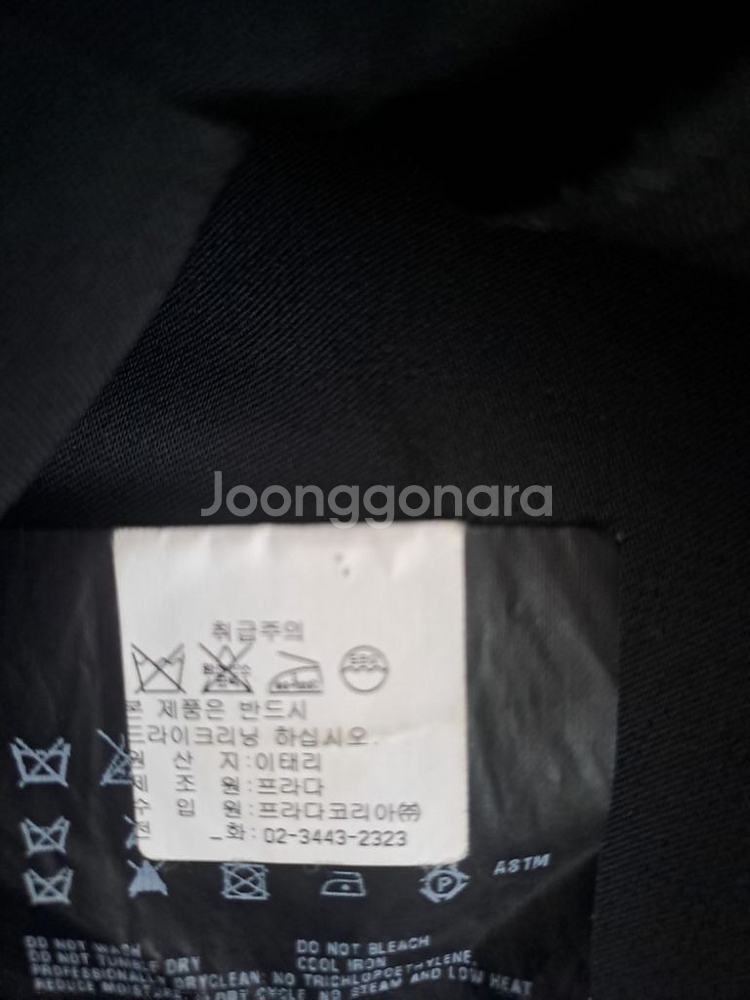 Joonggonara
취급주의
본 제품은 반드시
드라이크리닝 하십시오.
원 산 지:이태리
제 조 원:프라다
수 입 원:프라다코리아㈜
전 _화:02-3443-2323
P
ASTM
DO NOT WASH DO NOT BLEACH
DO NOT TUMBLE DRY COOL IRON
PROFESSIONALLY DRYCLEAN: NO TRICHLOROETHYLENE.
REDUCE MOISTURE. SHORT CYCLE NO STEAM AND LOW HEAT